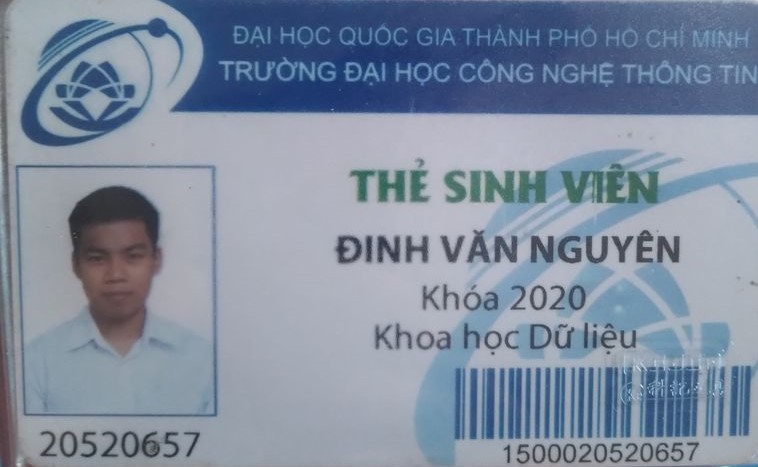 ĐẠI HỌC QUỐC GIA THÀNH PHỐ HỒ CHÍ MINH
TRƯỜNG ĐẠI HỌC CÔNG NGHỆ THÔNG TIN
THẺ SINH VIÊN
ĐINH VĂN NGUYÊN
Khóa 2020
Khoa học Dữ liệu
20520657
1500020520657